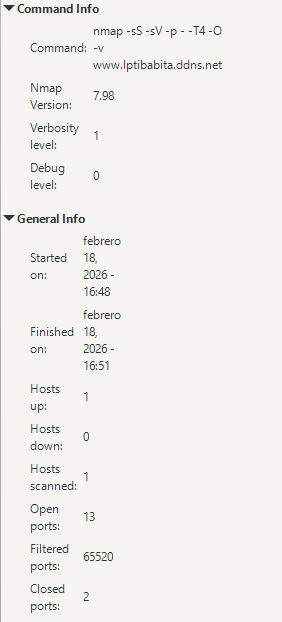 Command Info
nmap -sS -sV -p - -T4 -O
Command: -v
www.lptibabita.ddns.net
Nmap
Version: 7.98
Verbosity
level: 1
Debug
level: 0
General Info
febrero
Started 18,
on: 2026 -
16:48
febrero
Finished 18,
on: 2026 -
16:51
Hosts
up: 1
Hosts
down: 0
Hosts
scanned: 1
Open
ports: 13
Filtered
ports: 65520
Closed
ports: 2